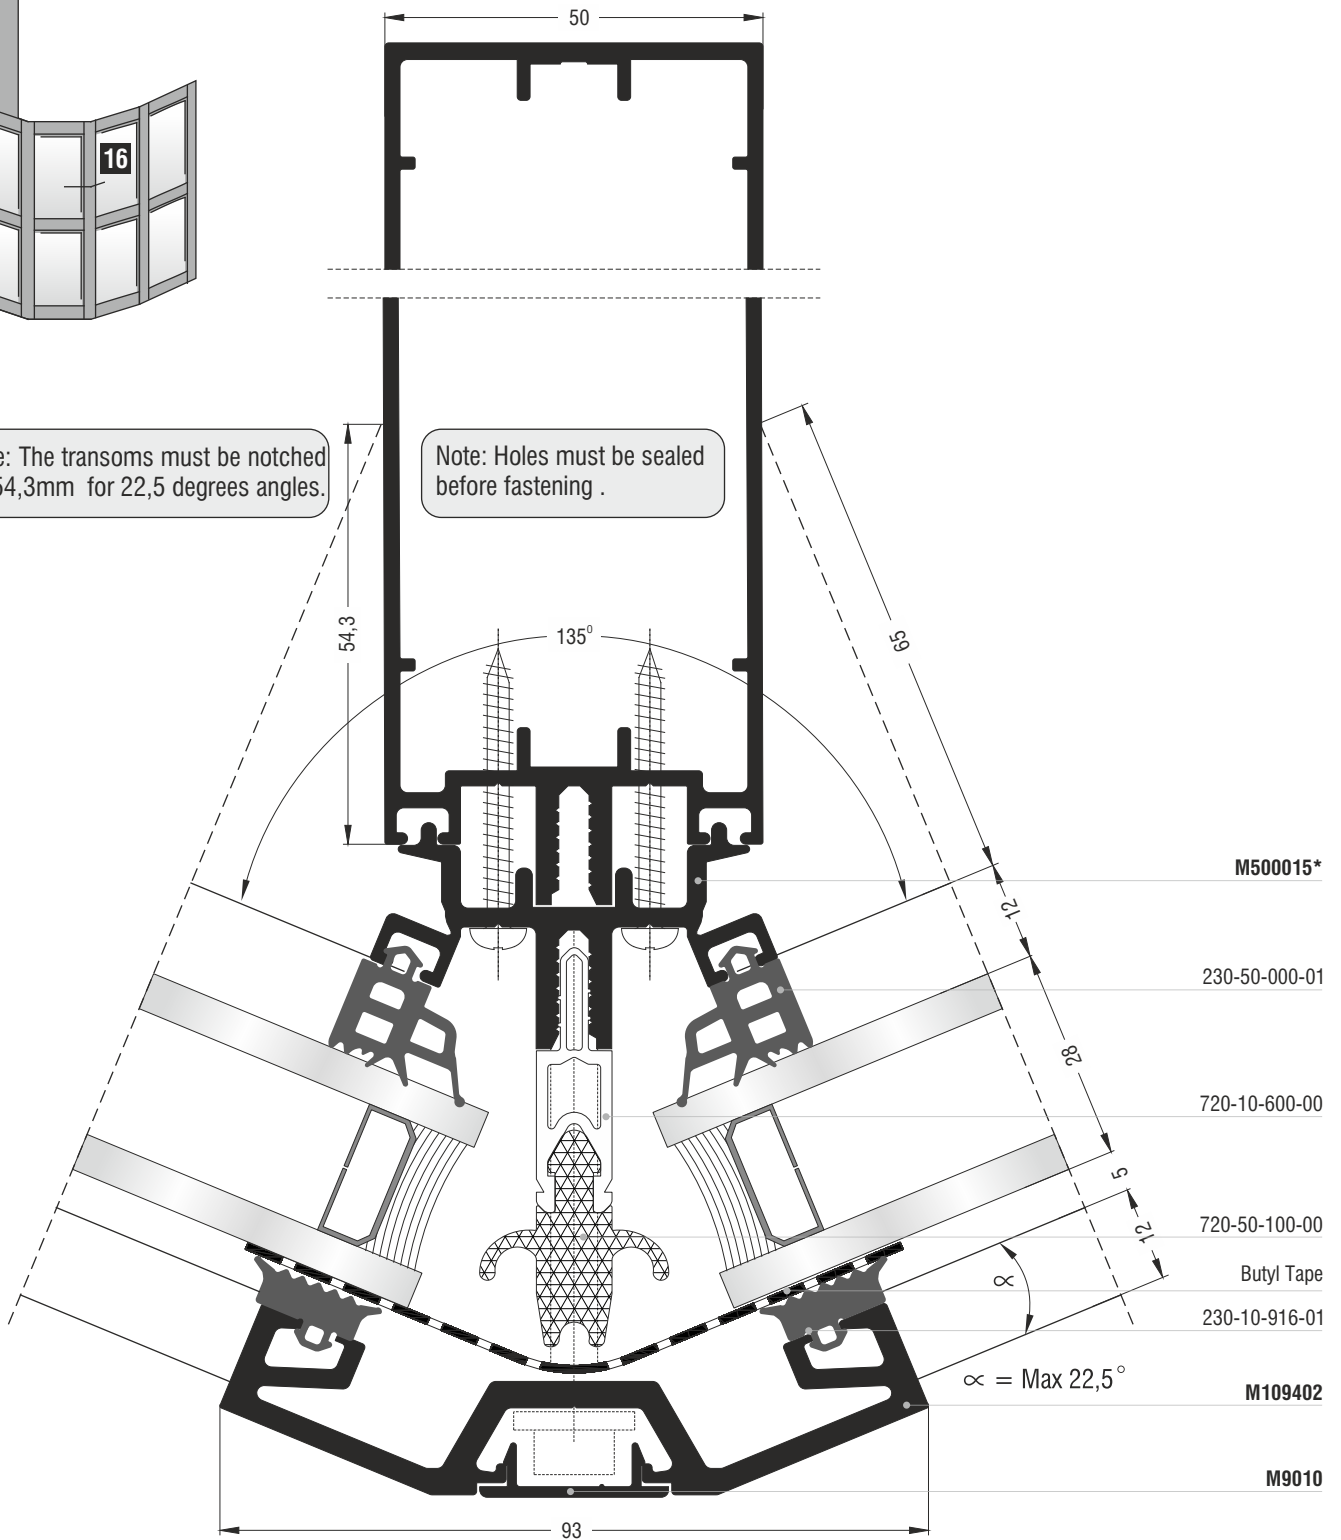 50
16
e: The transoms must be notched
54,3mm for 22,5 degrees angles.
Note: Holes must be sealed
before fastening .
54,3
135°
65
M500015*
12
230-50-000-01
28
720-10-600-00
5
720-50-100-00
12
Butyl Tape
∝
230-10-916-01
∝ = Max 22,5°
M109402
M9010
93